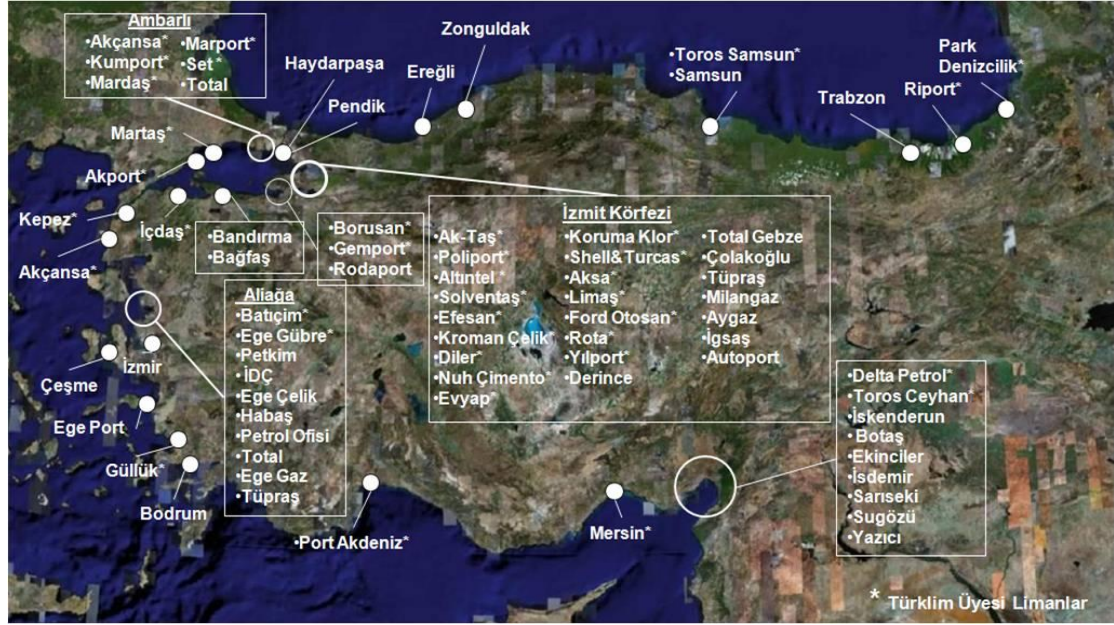 Ambarlı
•Akçansa* •Marport*
•Kumport* •Set*
•Mardaş* •Total
Haydarpaşa
Pendik
Ereğli
Zonguldak
•Toros Samsun*
•Samsun
Trabzon
Riport*
Park
Denizcilik*
Martaş*
Akport*
Kepez*
İçdaş*
Akçansa*
•Bandırma
•Bağfaş
•Borusan*
•Gemport*
•Rodaport
İzmit Körfezi
•Ak-Taş* •Koruma Klor* •Total Gebze
•Poliport* •Shell&Turcas* •Çolakoğlu
•Altıntel* •Aksa* •Tüpraş
•Solventaş* •Limaş* •Milangaz
•Efesan* •Ford Otosan* •Aygaz
•Kroman Çelik* •Rota* •İgsaş
•Diler* •Yılport* •Autoport
•Nuh Çimento* •Derince
•Evyap*
Aliağa
•Batıçim*
•Ege Gübre*
•Petkim
•İDÇ
•Ege Çelik
•Habaş
•Petrol Ofisi
•Total
•Ege Gaz
•Tüpraş
İzmir
Çeşme
Ege Port
Güllük*
Bodrum
•Port Akdeniz*
Mersin*
•Delta Petrol*
•Toros Ceyhan*
•İskenderun
•Botaş
•Ekinciler
•İsdemir
•Sarıseki
•Sugözü
•Yazıcı
* Türklim Üyesi Limanlar